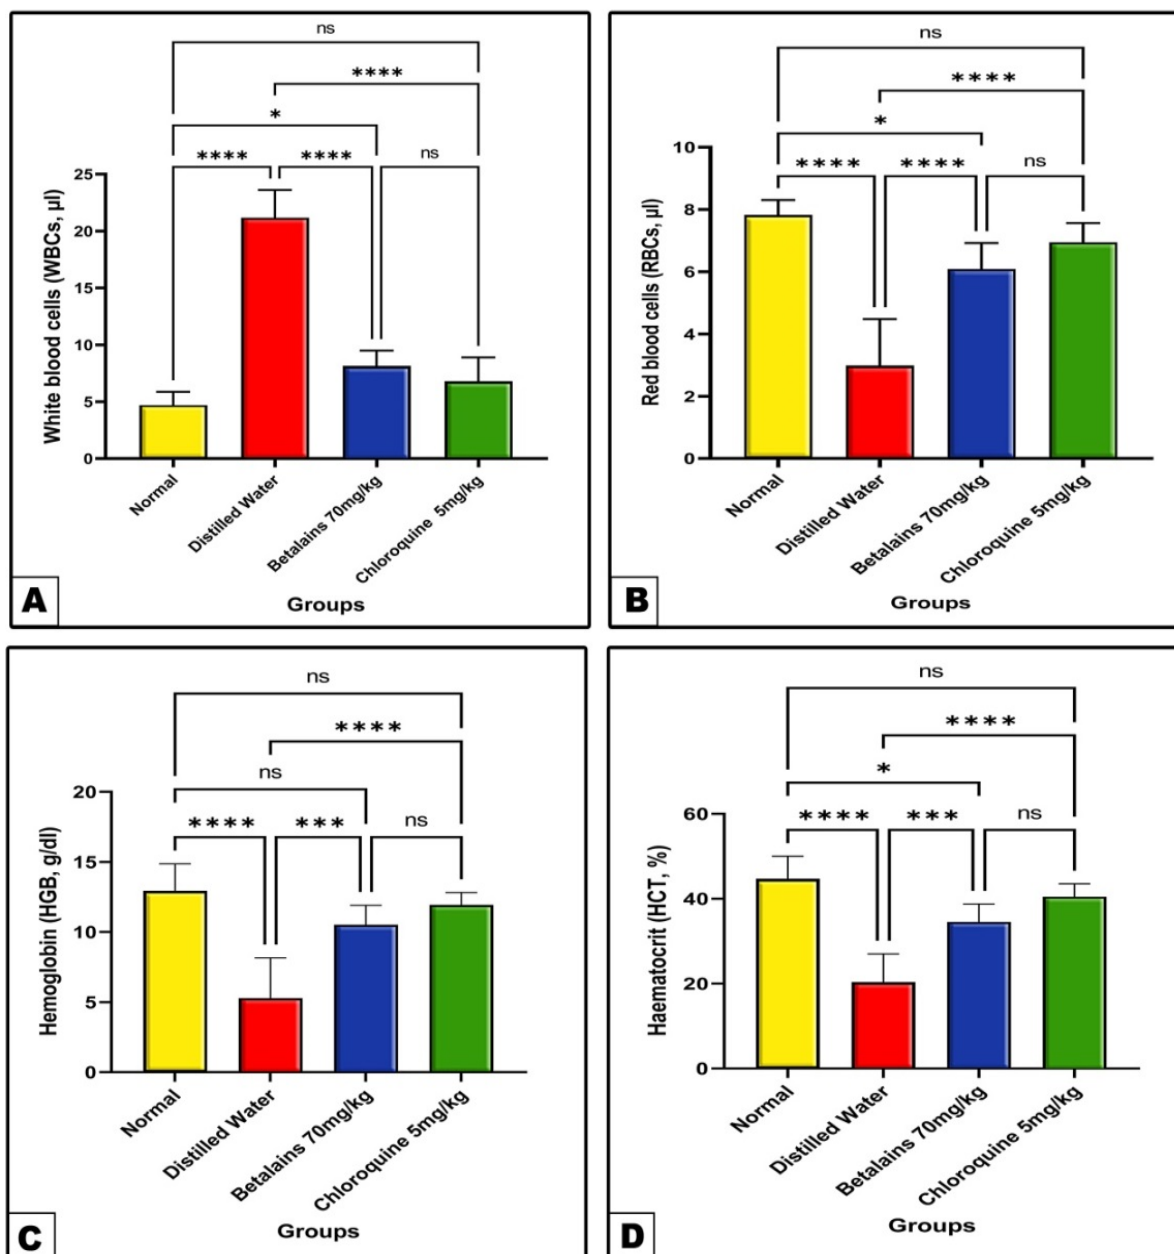 ns
****
*
**** ****
ns
25
20
15
10
5
0
White blood cells (WBCs, µl)
Normal
Distilled Water
Betalains 70mg/kg
Chloroquine 5mg/kg
Groups
A
ns
****
*
**** ****
ns
10
8
6
4
2
0
Red blood cells (RBCs, µl)
Normal
Distilled Water
Betalains 70mg/kg
Chloroquine 5mg/kg
Groups
B
ns
****
ns
**** ***
ns
20
15
10
5
0
Hemoglobin (HGB, g/dl)
Normal
Distilled Water
Betalains 70mg/kg
Chloroquine 5mg/kg
Groups
C
ns
****
*
**** ***
ns
60
40
20
0
Haematocrit (HCT, %)
Normal
Distilled Water
Betalains 70mg/kg
Chloroquine 5mg/kg
Groups
D